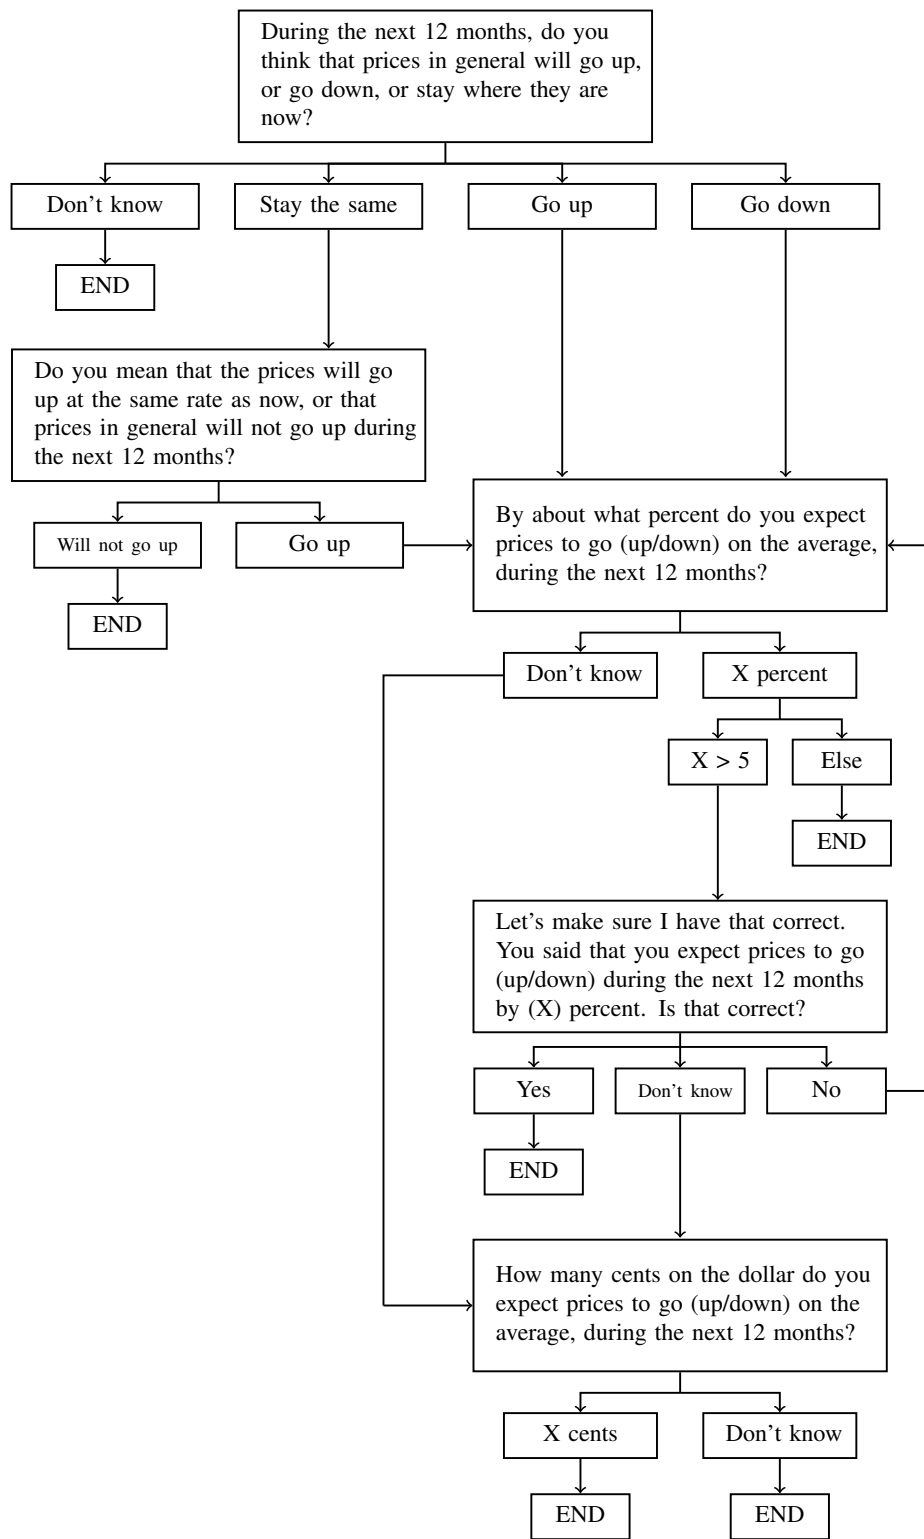 During the next 12 months, do you
think that prices in general will go up,
or go down, or stay where they are
now?
Don't know
Stay the same
Go up
Go down
END
Do you mean that the prices will go
up at the same rate as now, or that
prices in general will not go up during
the next 12 months?
Will not go up
Go up
END
By about what percent do you expect
prices to go (up/down) on the average,
during the next 12 months?
Don't know
X percent
X > 5
Else
END
Let's make sure I have that correct.
You said that you expect prices to go
(up/down) during the next 12 months
by (X) percent. Is that correct?
Yes
Don't know
No
END
How many cents on the dollar do you
expect prices to go (up/down) on the
average, during the next 12 months?
X cents
Don't know
END
END